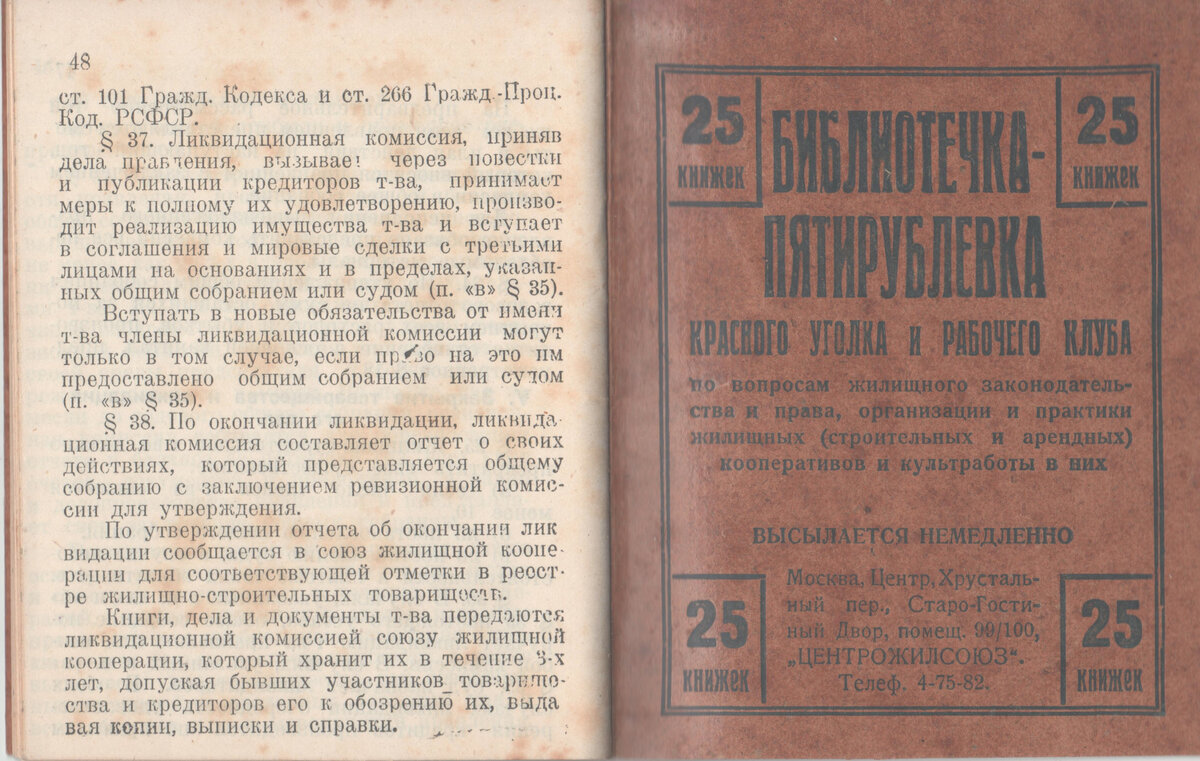 48
ст. 101 Гражд. Кодекса и ст. 266 Гражд.-Проц.
Код. РСФСР.
§ 37. Ликвидационная комиссия, приняв
дела правления, вызывает через повестки
и публикации кредиторов т-ва, принимает
меры к полному их удовлетворению, произво-
дит реализацию имущества т-ва и вступает
в соглашения и мировые сделки с третьими
лицами на основаниях и в пределах, указан-
ных общим собранием или судом (п. «в» § 35).
Вступать в новые обязательства от имени
т-ва члены ликвидационной комиссии могут
только в том случае, если право на это им
предоставлено общим собранием или судом
(п. «в» § 35).
§ 38. По окончании ликвидации, ликвида-
ционная комиссия составляет отчет о своих
действиях, который представляется общему
собранию с заключением ревизионной комис-
сии для утверждения.
По утверждении отчета об окончании лик
видации сообщается в союз жилищной коопе-
рации для соответствующей отметки в реест-
ре жилищно-строительных товариществ.
Книги, дела и документы т-ва передаются
ликвидационной комиссией союзу жилищной
кооперации, который хранит их в течение 3-х
лет, допуская бывших участников товарище-
ства и кредиторов его к обозрению их, выда
вая копии, выписки и справки.
25
книжек
25
книжек
БИБЛИОТЕЧКА-
ПЯТИРУБЛЕВКА
КРАСНОГО УГОЛКА и РАБОЧЕГО КЛУБА
по вопросам жилищного законодатель-
ства и права, организации и практики
жилищных (строительных и арендных)
кооперативов и культработы в них
ВЫСЫЛАЕТСЯ НЕМЕДЛЕННО
Москва, Центр, Хрусталь-
ный пер., Старо-Гости-
ный Двор, помещ. 99/100,
„ЦЕНТРОЖИЛСОЮЗ“.
Телеф. 4-75-82.
25
книжек
25
книжек